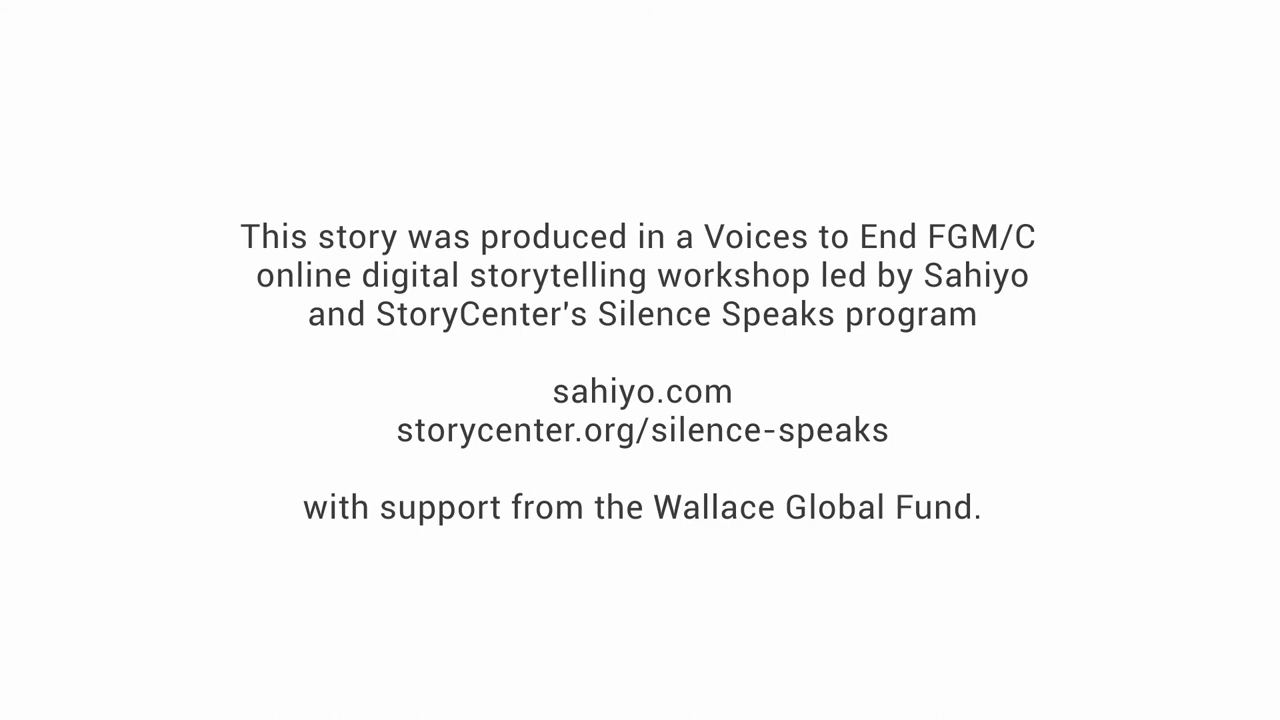 This story was produced in a Voices to End FGM/C
online digital storytelling workshop led by Sahiyo
and StoryCenter's Silence Speaks program
sahiyo.com
storycenter.org/silence-speaks
with support from the Wallace Global Fund.